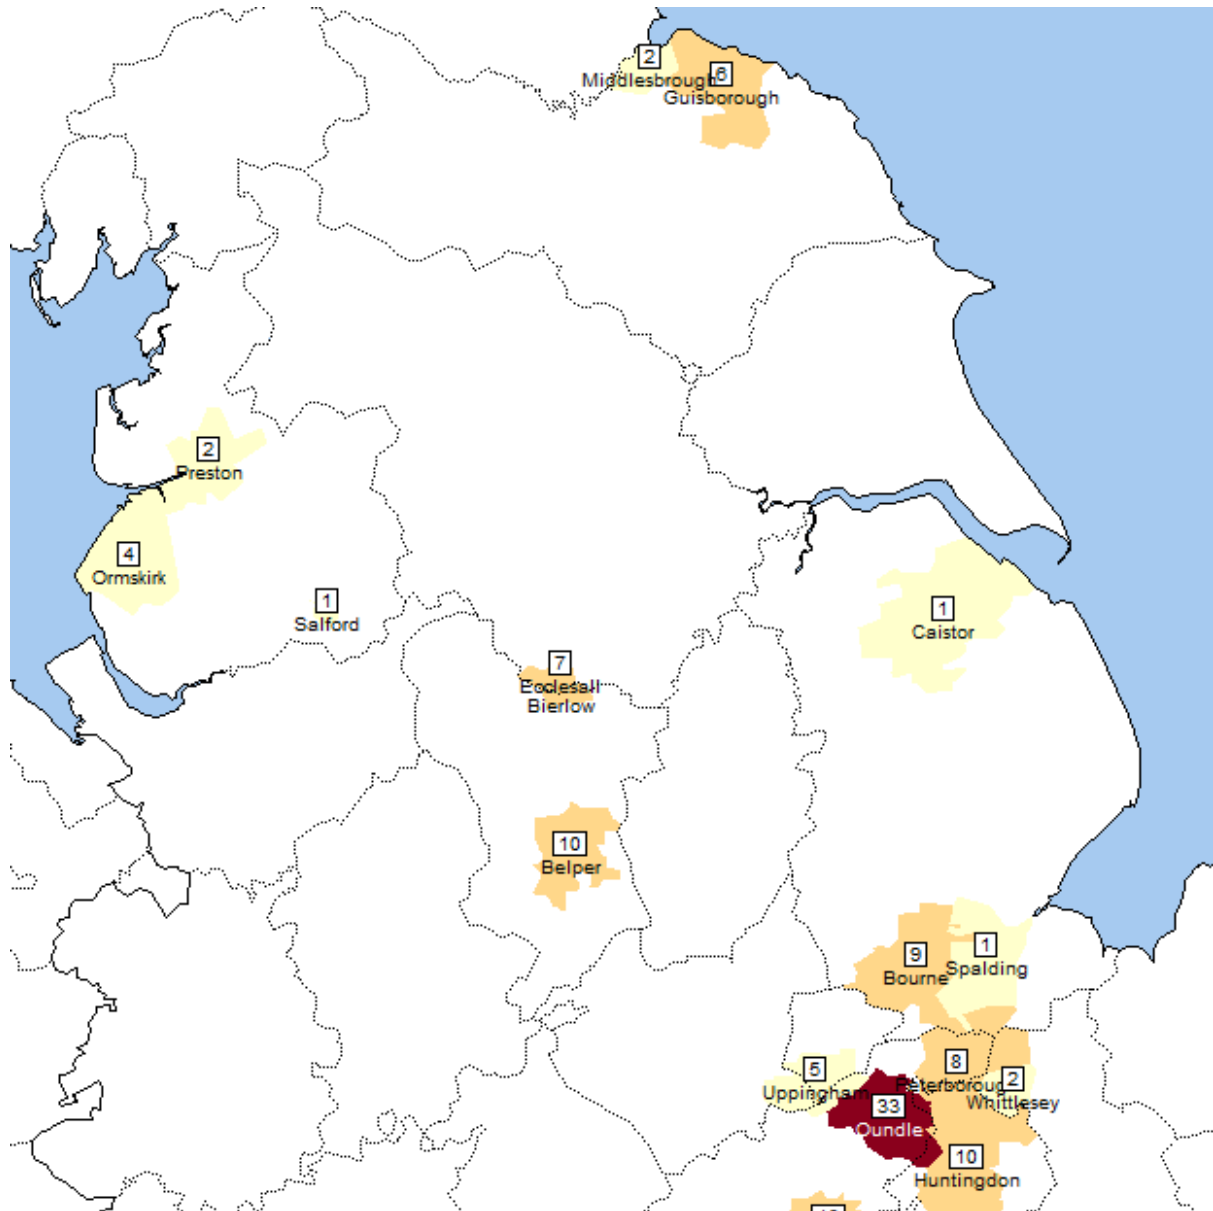 2
Middlesbrough
6
Guisborough
2
Preston
4
Ormskirk
1
Salford
1
Caistor
7
Ecclesall
Bierlow
10
Belper
9
Bourne
1
Spalding
5
Uppingham
8
Peterboroug
2
Whittlesey
33
Oundle
10
Huntingdon